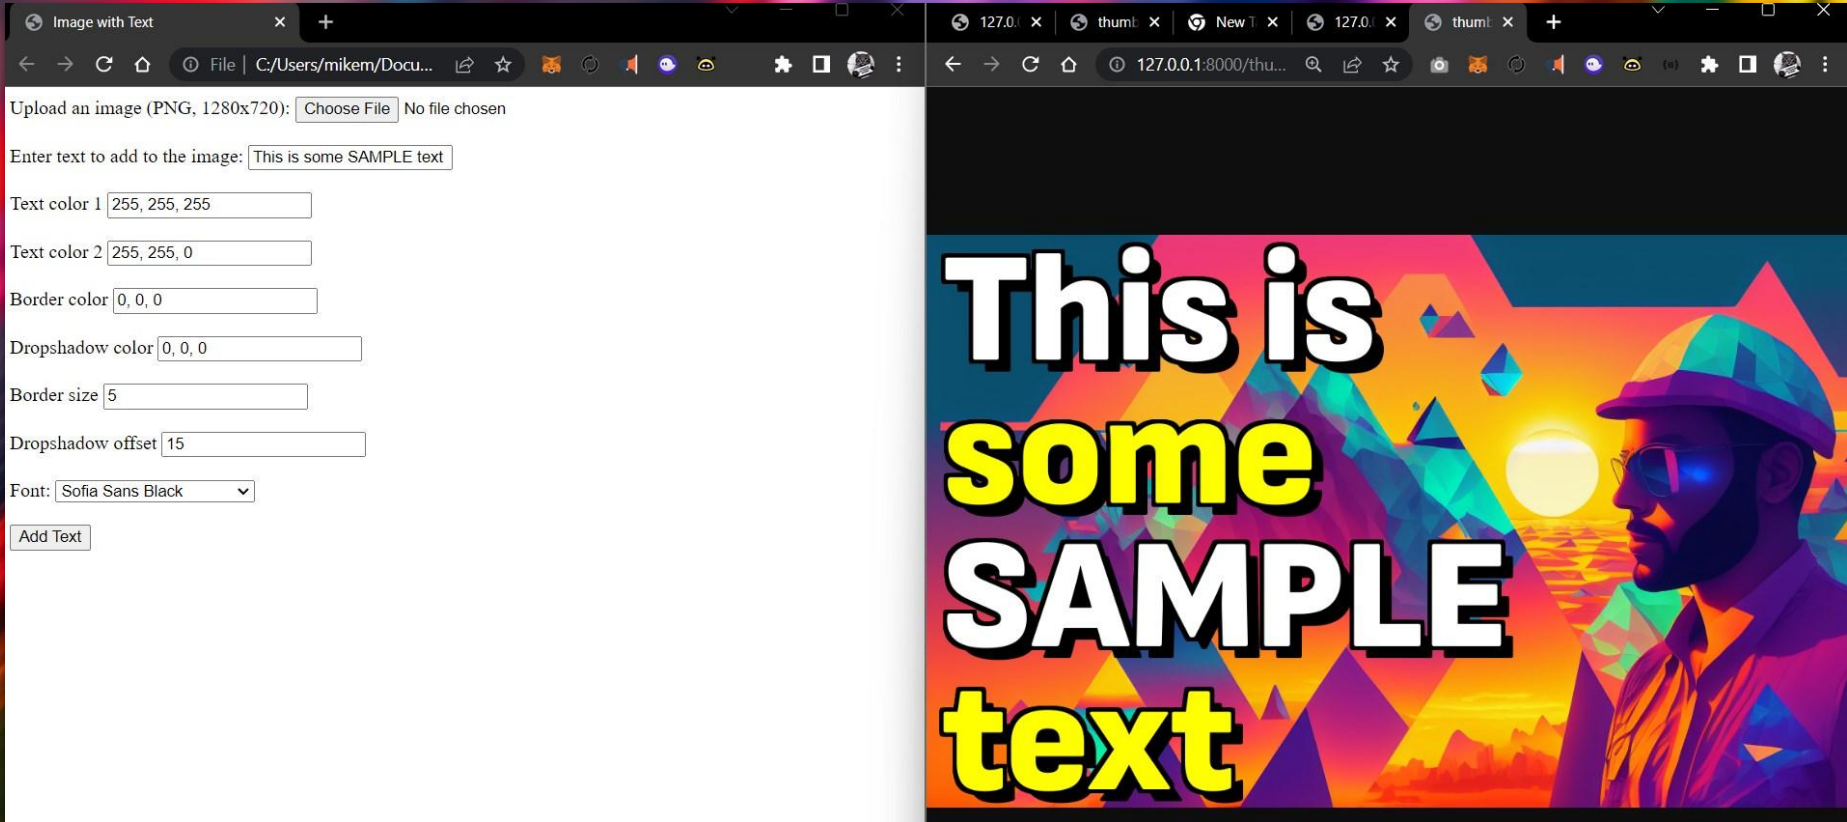 Image with Text
File | C:/Users/mikem/Docu...
Upload an image (PNG, 1280x720): Choose File No file chosen
Enter text to add to the image: This is some SAMPLE text
Text color 1 255, 255, 255
Text color 2 255, 255, 0
Border color 0, 0, 0
Dropshadow color 0, 0, 0
Border size 5
Dropshadow offset 15
Font: Sofia Sans Black
Add Text
127.0.
thumb
New T
127.0.
thumb
127.0.0.1:8000/thu...
This is
some
SAMPLE
text